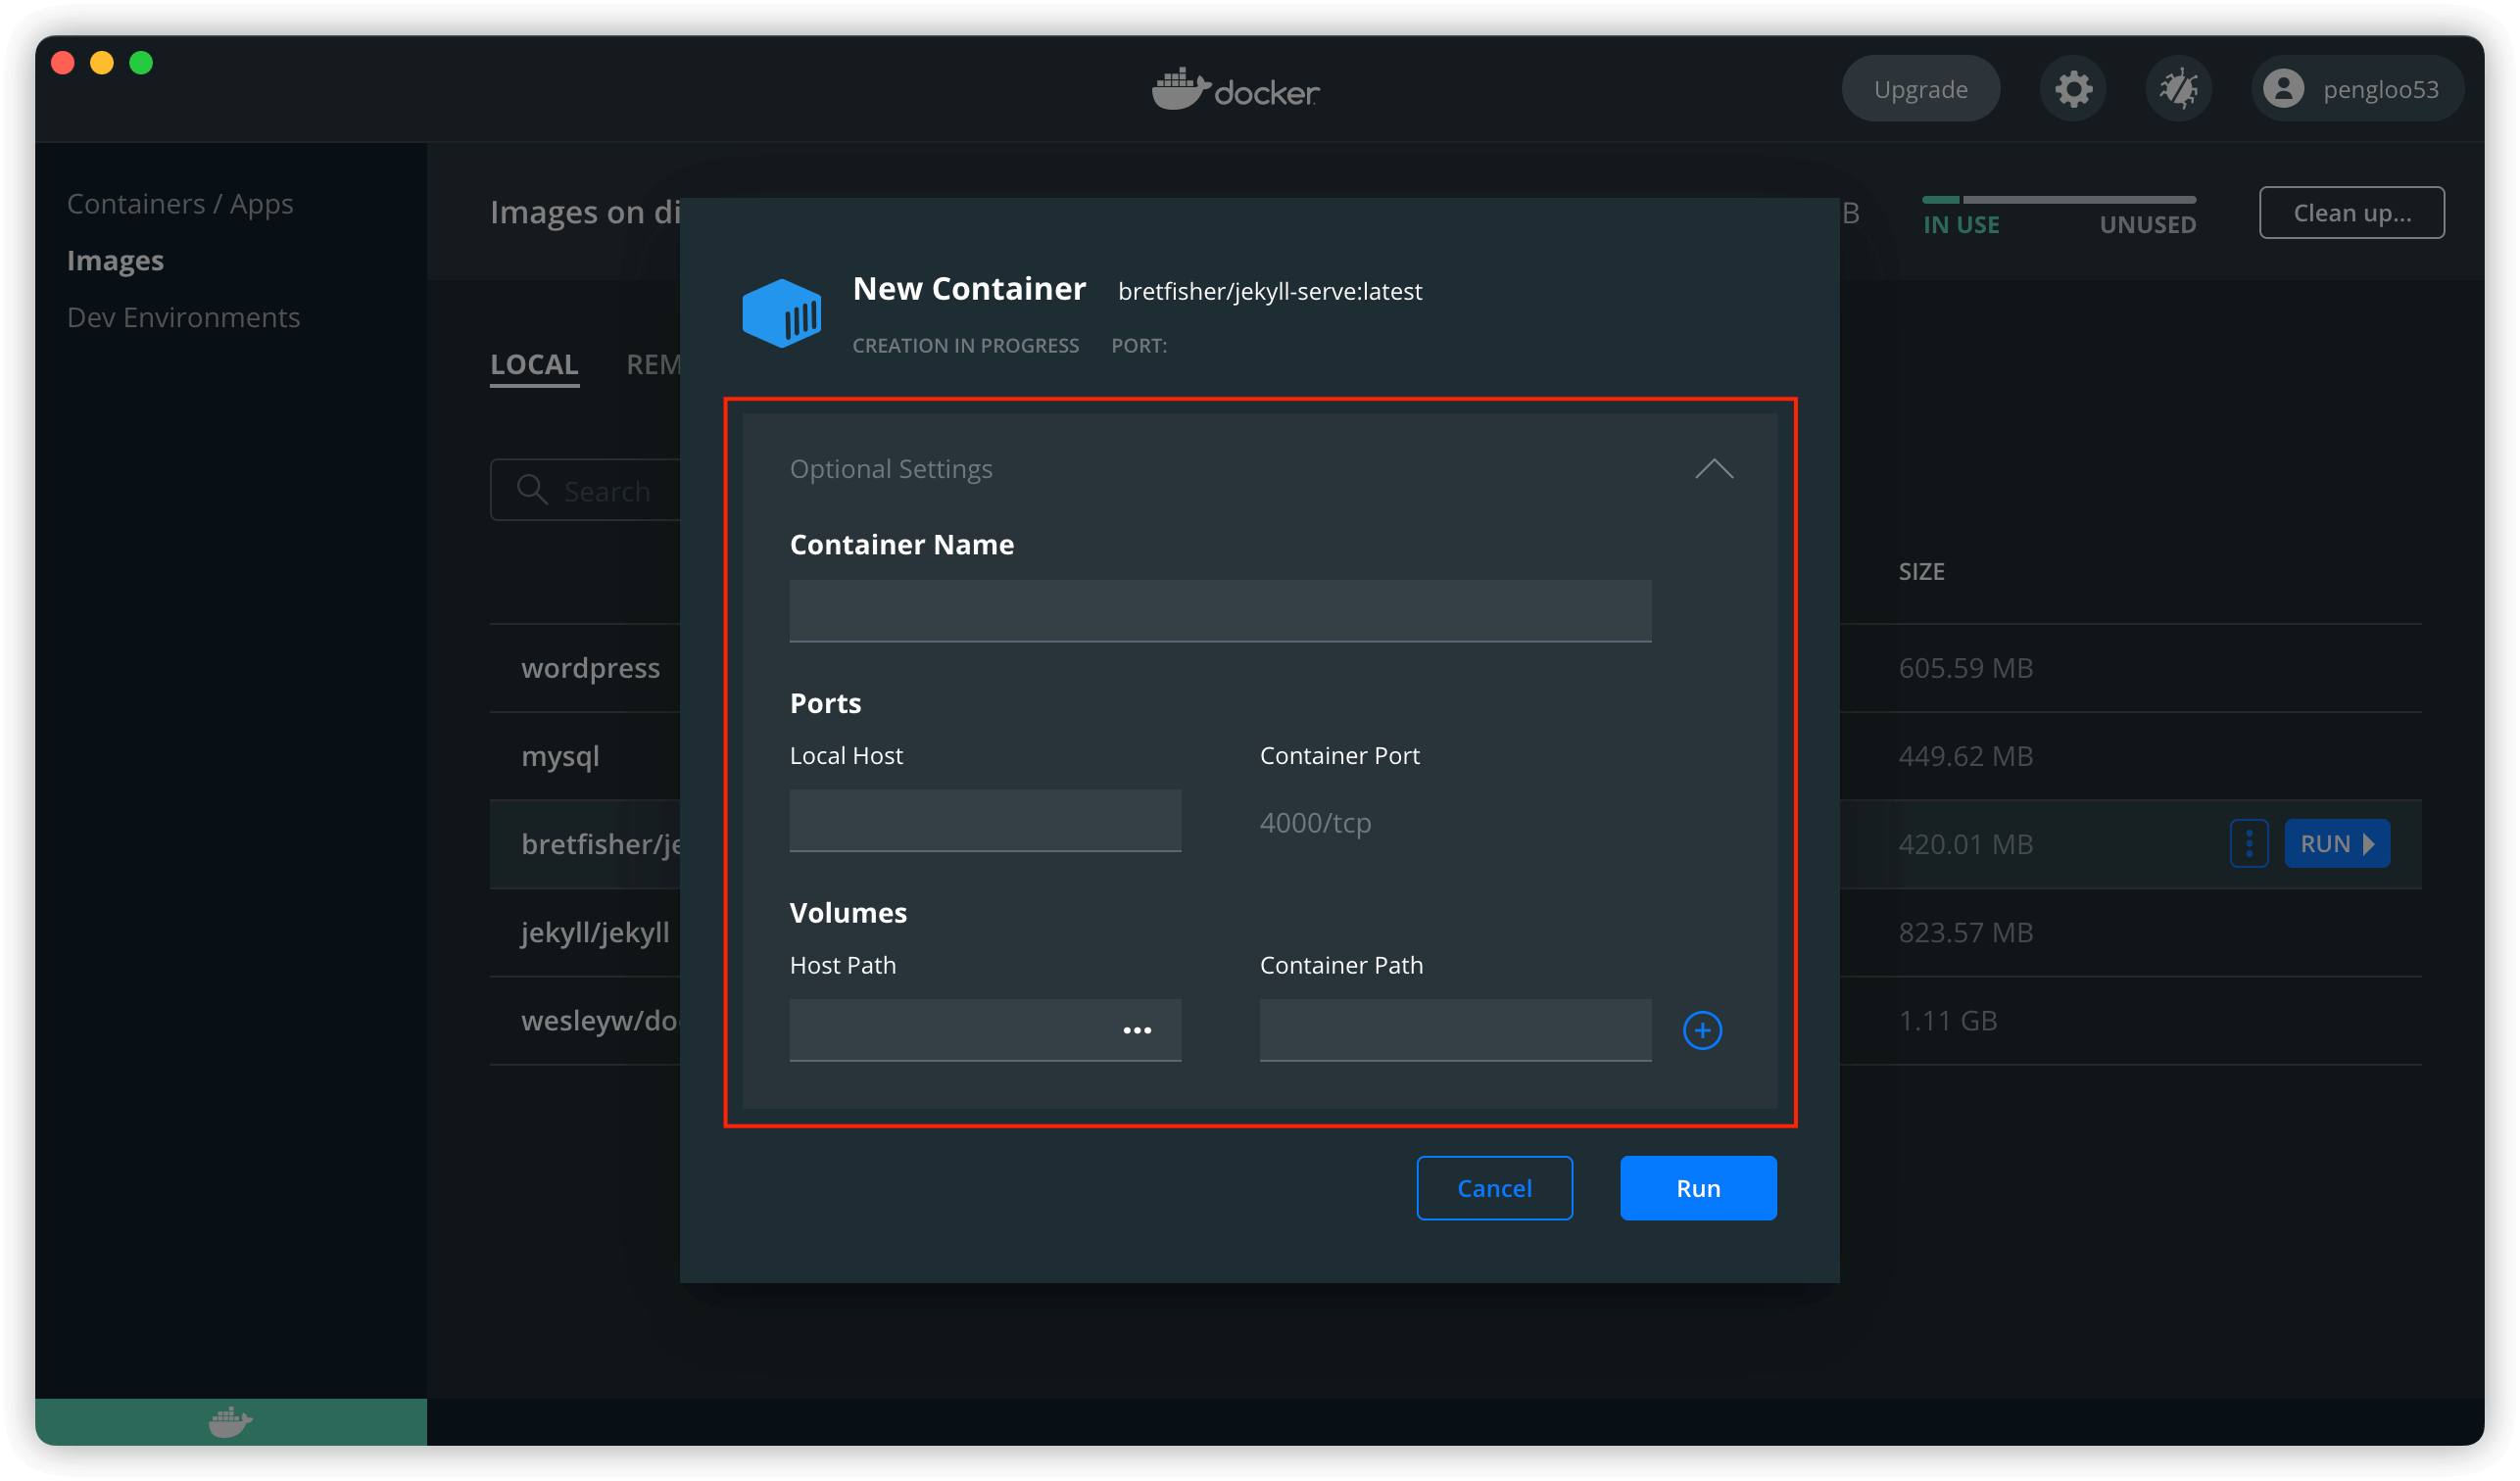 docker
Upgrade
pengloo53
Containers / Apps
Images
Dev Environments
Images on di
B
IN USE
UNUSED
Clean up...
New Container bretfisher/jekyll-serve:latest
CREATION IN PROGRESS PORT:
LOCAL
REM
Search
Optional Settings
Container Name
Ports
Local Host
Container Port
4000/tcp
Volumes
Host Path
Container Path
Cancel
Run
SIZE
wordpress
605.59 MB
mysql
449.62 MB
bretfisher/je
420.01 MB
RUN
jekyll/jekyll
823.57 MB
wesleyw/do
1.11 GB